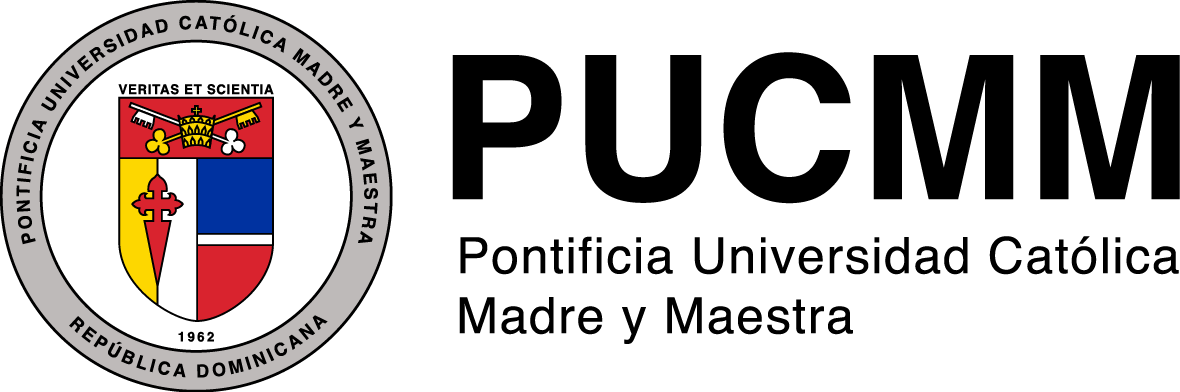 PONTIFICIA UNIVERSIDAD CATÓLICA MADRE Y MAESTRA
VERITAS ET SCIENTIA
1962
REPÚBLICA DOMINICANA
PUCMM
Pontificia Universidad Católica
Madre y Maestra